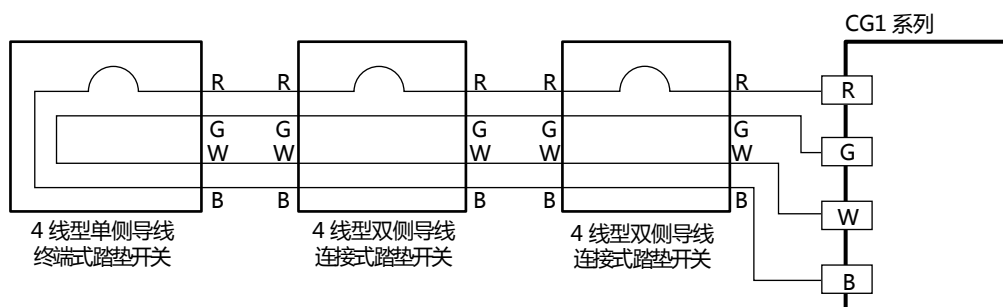 CG1 系列
R R R R R R
G G G G G G
W W W W W W
B B B B B B
4 线型单侧导线
终端式踏垫开关
4 线型双侧导线
连接式踏垫开关
4 线型双侧导线
连接式踏垫开关